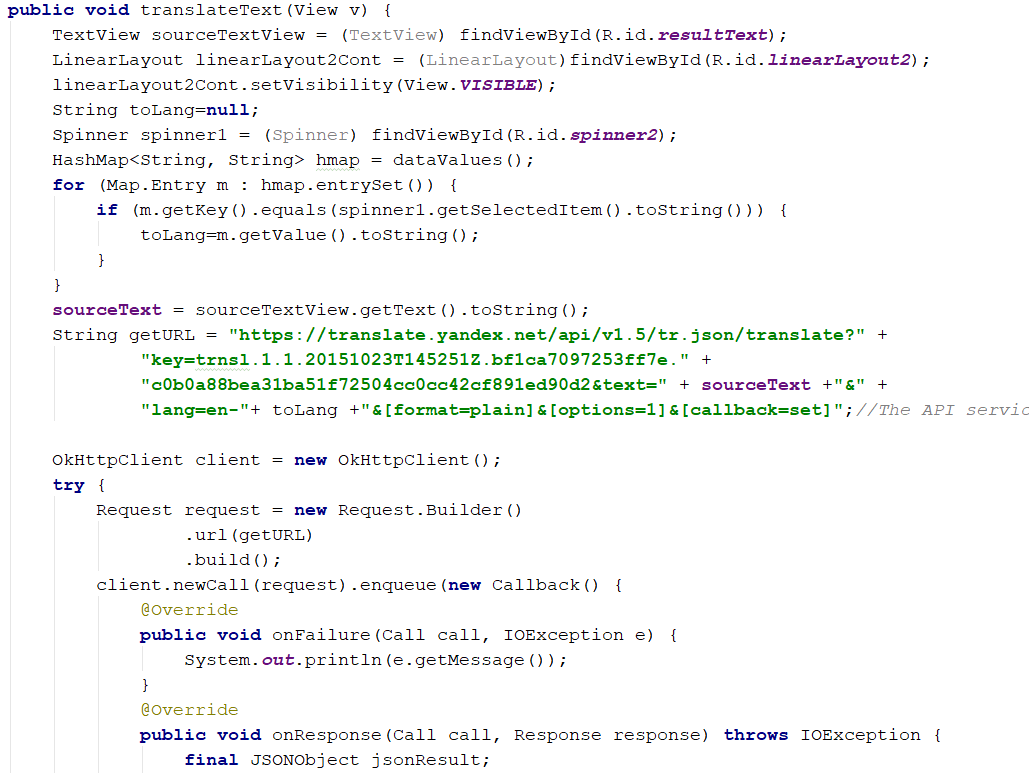 public void translateText(View v) {
    TextView sourceTextView = (TextView) findViewById(R.id.resultText);
    LinearLayout linearLayout2Cont = (LinearLayout)findViewById(R.id.linearLayout2);
    linearLayout2Cont.setVisibility(View.VISIBLE);
    String toLang=null;
    Spinner spinner1 = (Spinner) findViewById(R.id.spinner2);
    HashMap<String, String> hmap = dataValues();
    for (Map.Entry m : hmap.entrySet()) {
        if (m.getKey().equals(spinner1.getSelectedItem().toString())) {
            toLang=m.getValue().toString();
        }
    }
    sourceText = sourceTextView.getText().toString();
    String getURL = "https://translate.yandex.net/api/v1.5/tr.json/translate?" +
            "key=trnsl.1.1.20151023T145251Z.bf1ca7097253ff7e." +
            "c0b0a88bea31ba51f72504cc0cc42cf891ed90d2&text=" + sourceText +"&" +
            "lang=en-"+ toLang +"&[format=plain]&[options=1]&[callback=set]";//The API servic
    OkHttpClient client = new OkHttpClient();
    try {
        Request request = new Request.Builder()
                .url(getURL)
                .build();
        client.newCall(request).enqueue(new Callback() {
            @Override
            public void onFailure(Call call, IOException e) {
                System.out.println(e.getMessage());
            }
            @Override
            public void onResponse(Call call, Response response) throws IOException {
                final JSONObject jsonResult;